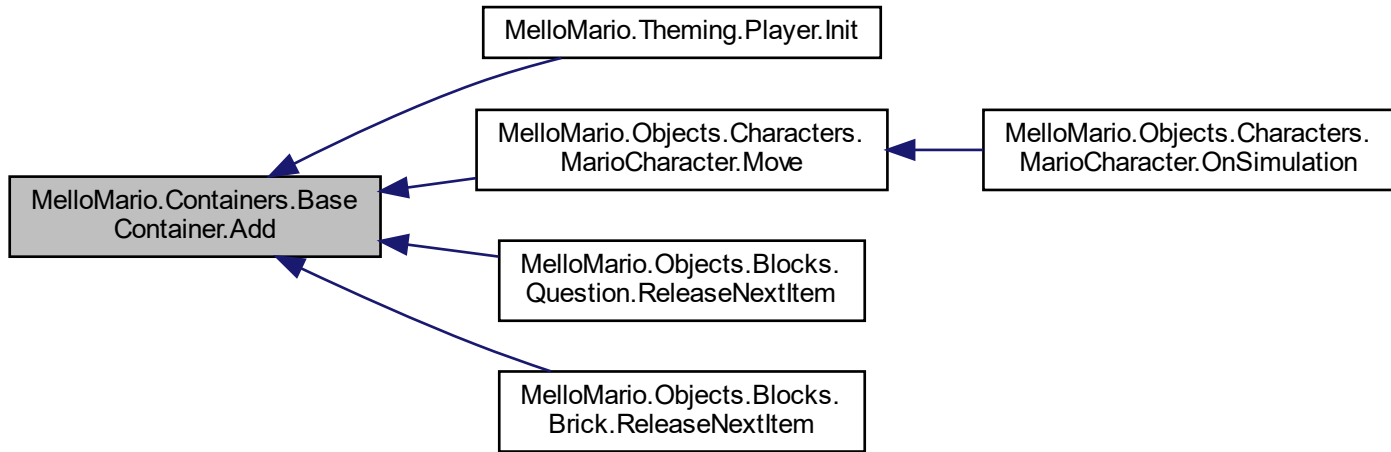 MelloMario.Theming.Player.Init
MelloMario.Objects.Characters.
MarioCharacter.Move
MelloMario.Objects.Characters.
MarioCharacter.OnSimulation
MelloMario.Containers.Base
Container.Add
MelloMario.Objects.Blocks.
Question.ReleaseNextItem
MelloMario.Objects.Blocks.
Brick.ReleaseNextItem